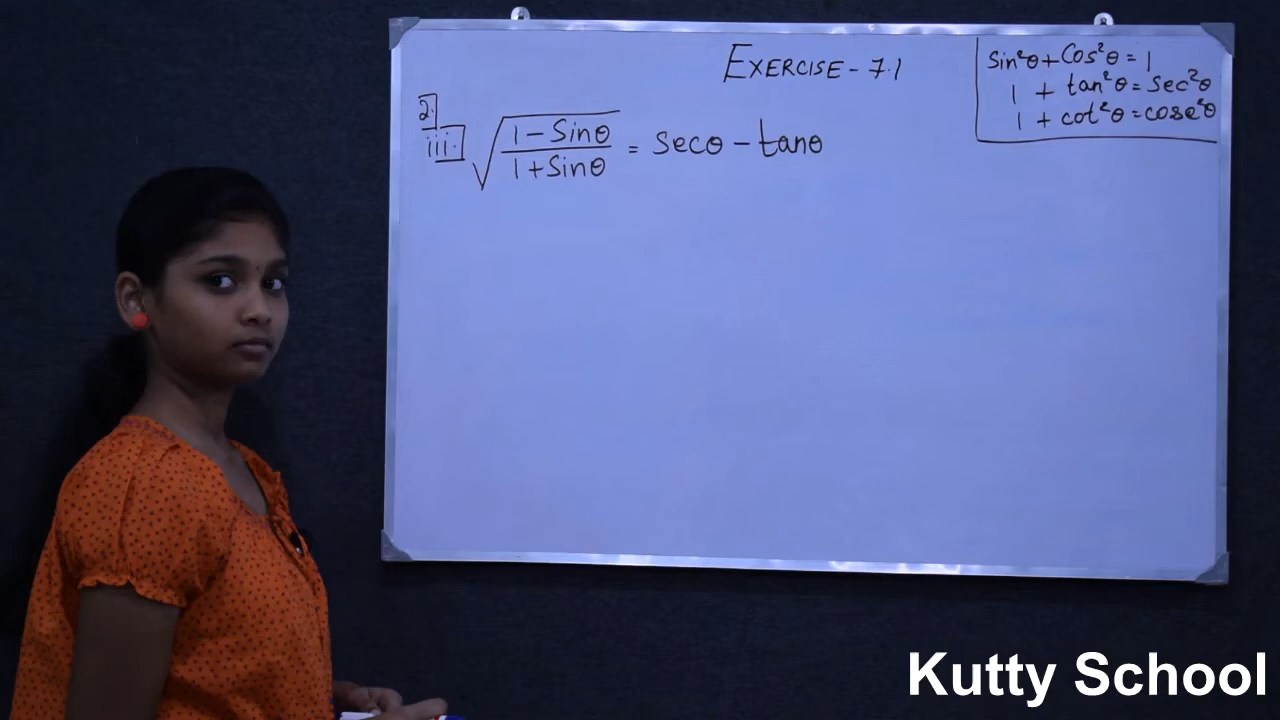 EXERCISE - 7.1
sin²θ + cos²θ = 1
1 + tan²θ = sec²θ
1 + cot²θ = cose²θ
2.
iii. √(1 - Sinθ / 1 + Sinθ) = secθ - tanθ
Kutty School